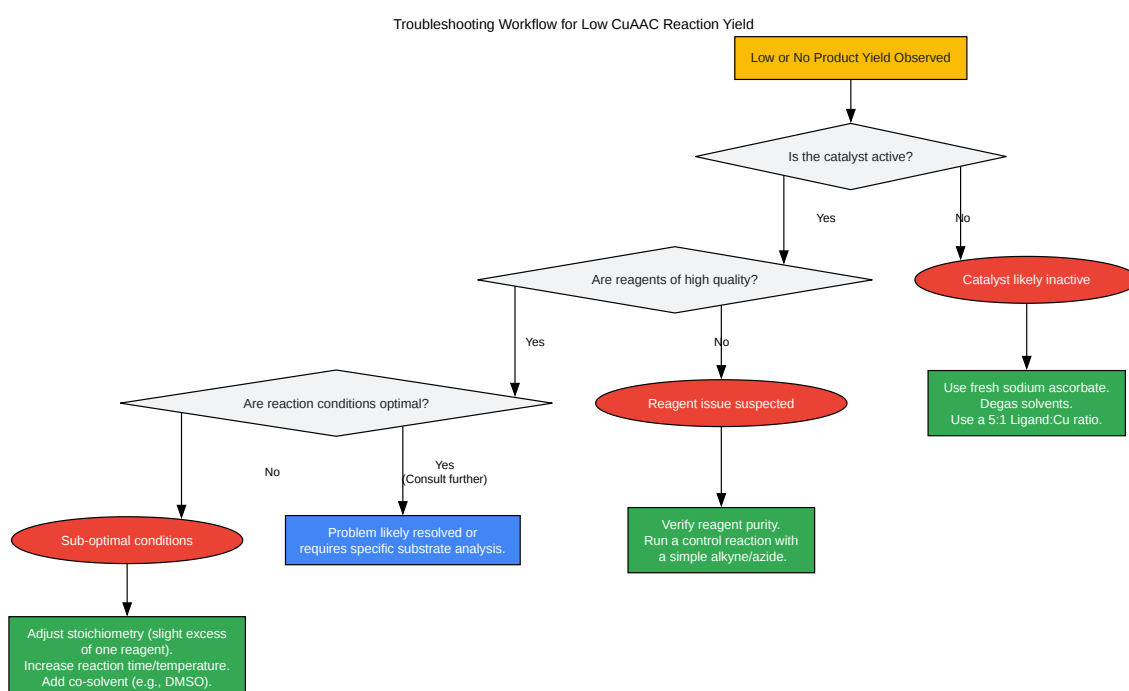 Troubleshooting Workflow for Low CuAAC Reaction Yield
Low or No Product Yield Observed
Is the catalyst active?
Yes
No
Are reagents of high quality?
Catalyst likely inactive
Yes
No
Use fresh sodium ascorbate.
Degas solvents.
Use a 5:1 Ligand:Cu ratio.
Are reaction conditions optimal?
Reagent issue suspected
No
Yes
(Consult further)
Sub-optimal conditions
Problem likely resolved or
requires specific substrate analysis.
Verify reagent purity.
Run a control reaction with
a simple alkyne/azide.
Adjust stoichiometry (slight excess
of one reagent).
Increase reaction time/temperature.
Add co-solvent (e.g., DMSO).